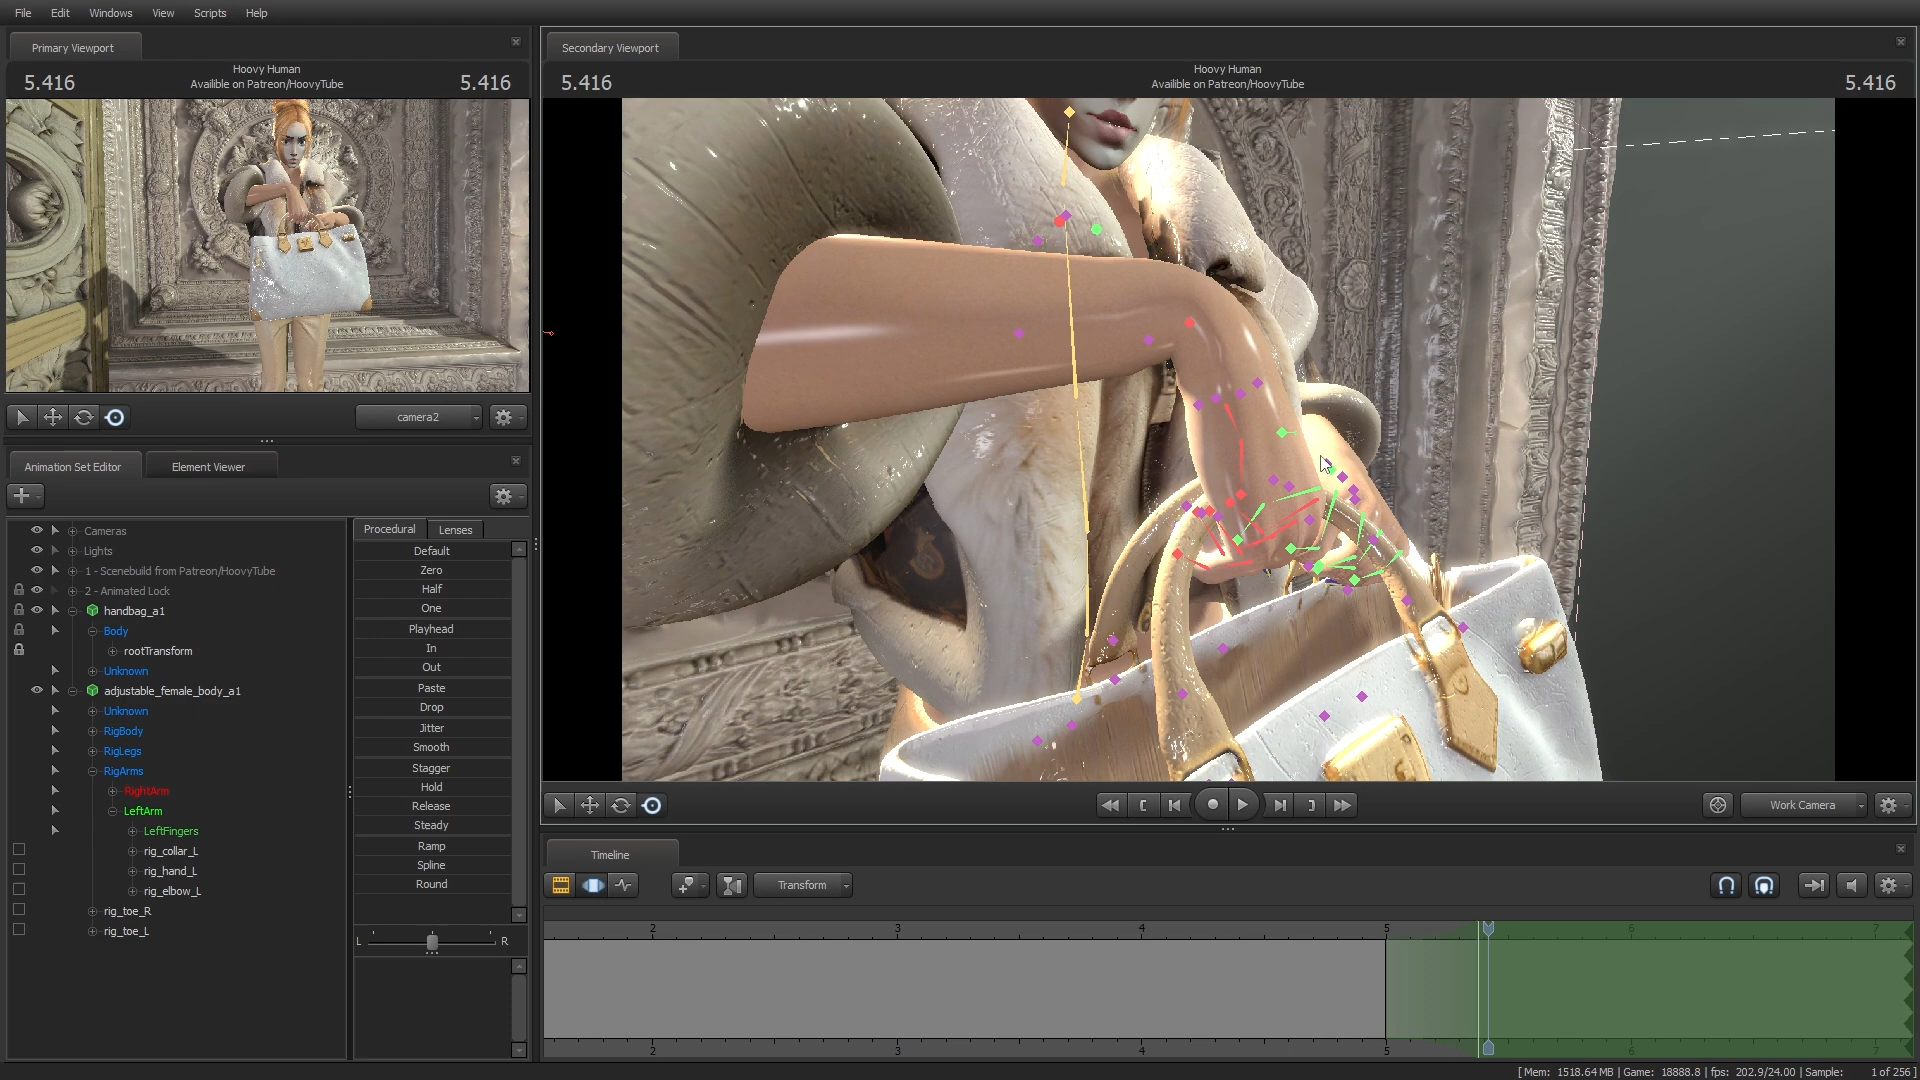 File Edit Windows View Scripts Help
Primary Viewport
5.416 Hoovy Human 5.416
Availible on Patreon/HoovyTube
camera2
Animation Set Editor Element Viewer
Cameras
Lights
1 - Scenebuild from Patreon/HoovyTube
2 - Animated Lock
handbag_a1
Body
rootTransform
Unknown
adjustable_female_body_a1
Unknown
RigBody
RigLegs
RigArms
RightArm
LeftArm
LeftFingers
rig_collar_L
rig_hand_L
rig_elbow_L
rig_toe_R
rig_toe_L
Procedural Lenses
Default
Zero
Half
One
Playhead
In
Out
Paste
Drop
Jitter
Smooth
Stagger
Hold
Release
Steady
Ramp
Spline
Round
L R
Secondary Viewport
5.416 Hoovy Human 5.416
Availible on Patreon/HoovyTube
Work Camera
Timeline
Transform
2 3 4 5 6 7
2 3 4 5 6 7
[ Mem: 1518.64 MB | Game: 18888.8 | fps: 202.9/24.00 | Sample: 1 of 256 ]